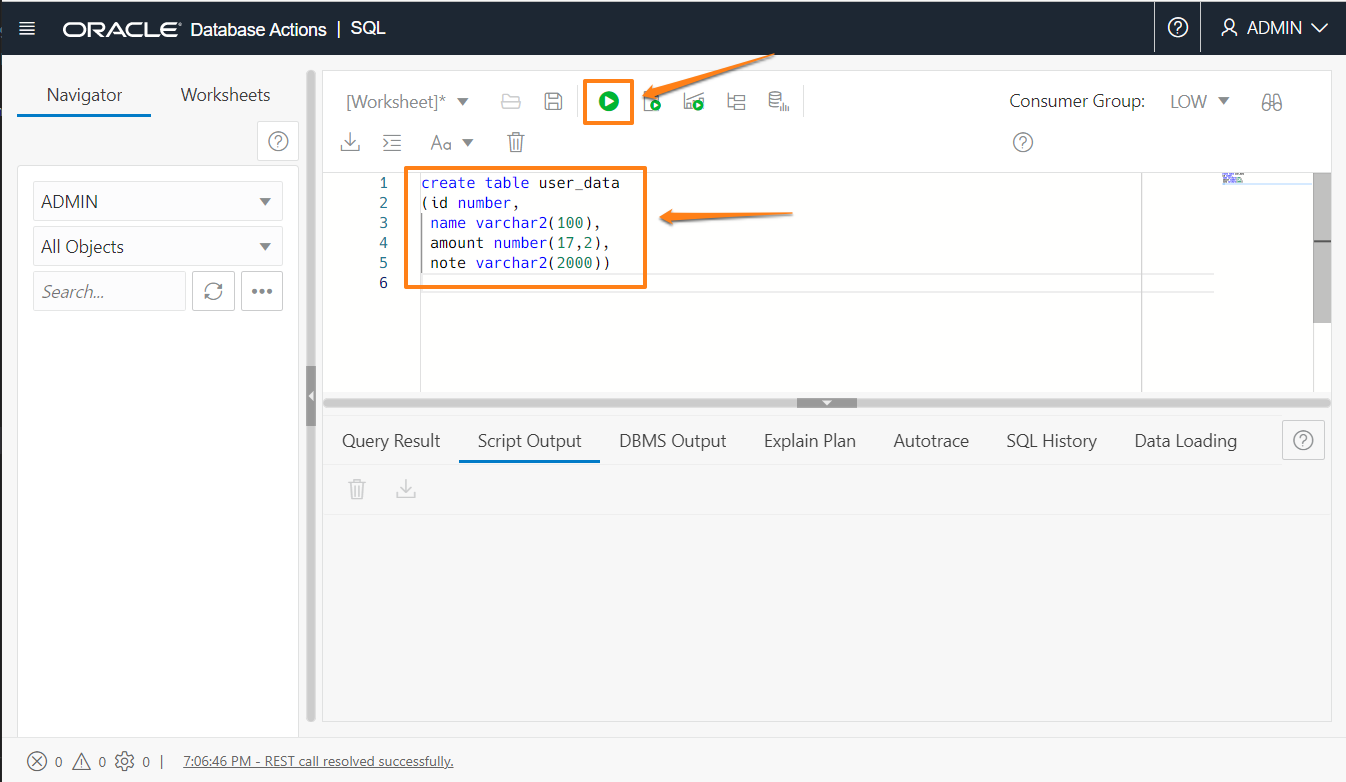 ORACLE Database Actions | SQL
ADMIN
Navigator
Worksheets
[Worksheet]*
Consumer Group:
LOW
Aa
ADMIN
All Objects
Search...
1 create table user_data
2 (id number,
3 name varchar2(100),
4 amount number(17,2),
5 note varchar2(2000))
6
Query Result
Script Output
DBMS Output
Explain Plan
Autotrace
SQL History
Data Loading
0 0 0 | 7:06:46 PM - REST call resolved successfully.